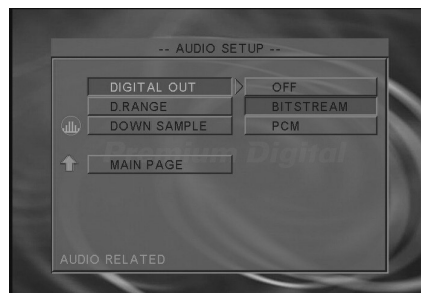 -- AUDIO SETUP --
DIGITAL OUT OFF
D.RANGE BITSTREAM
DOWN SAMPLE PCM
Premium Digital
MAIN PAGE
AUDIO RELATED